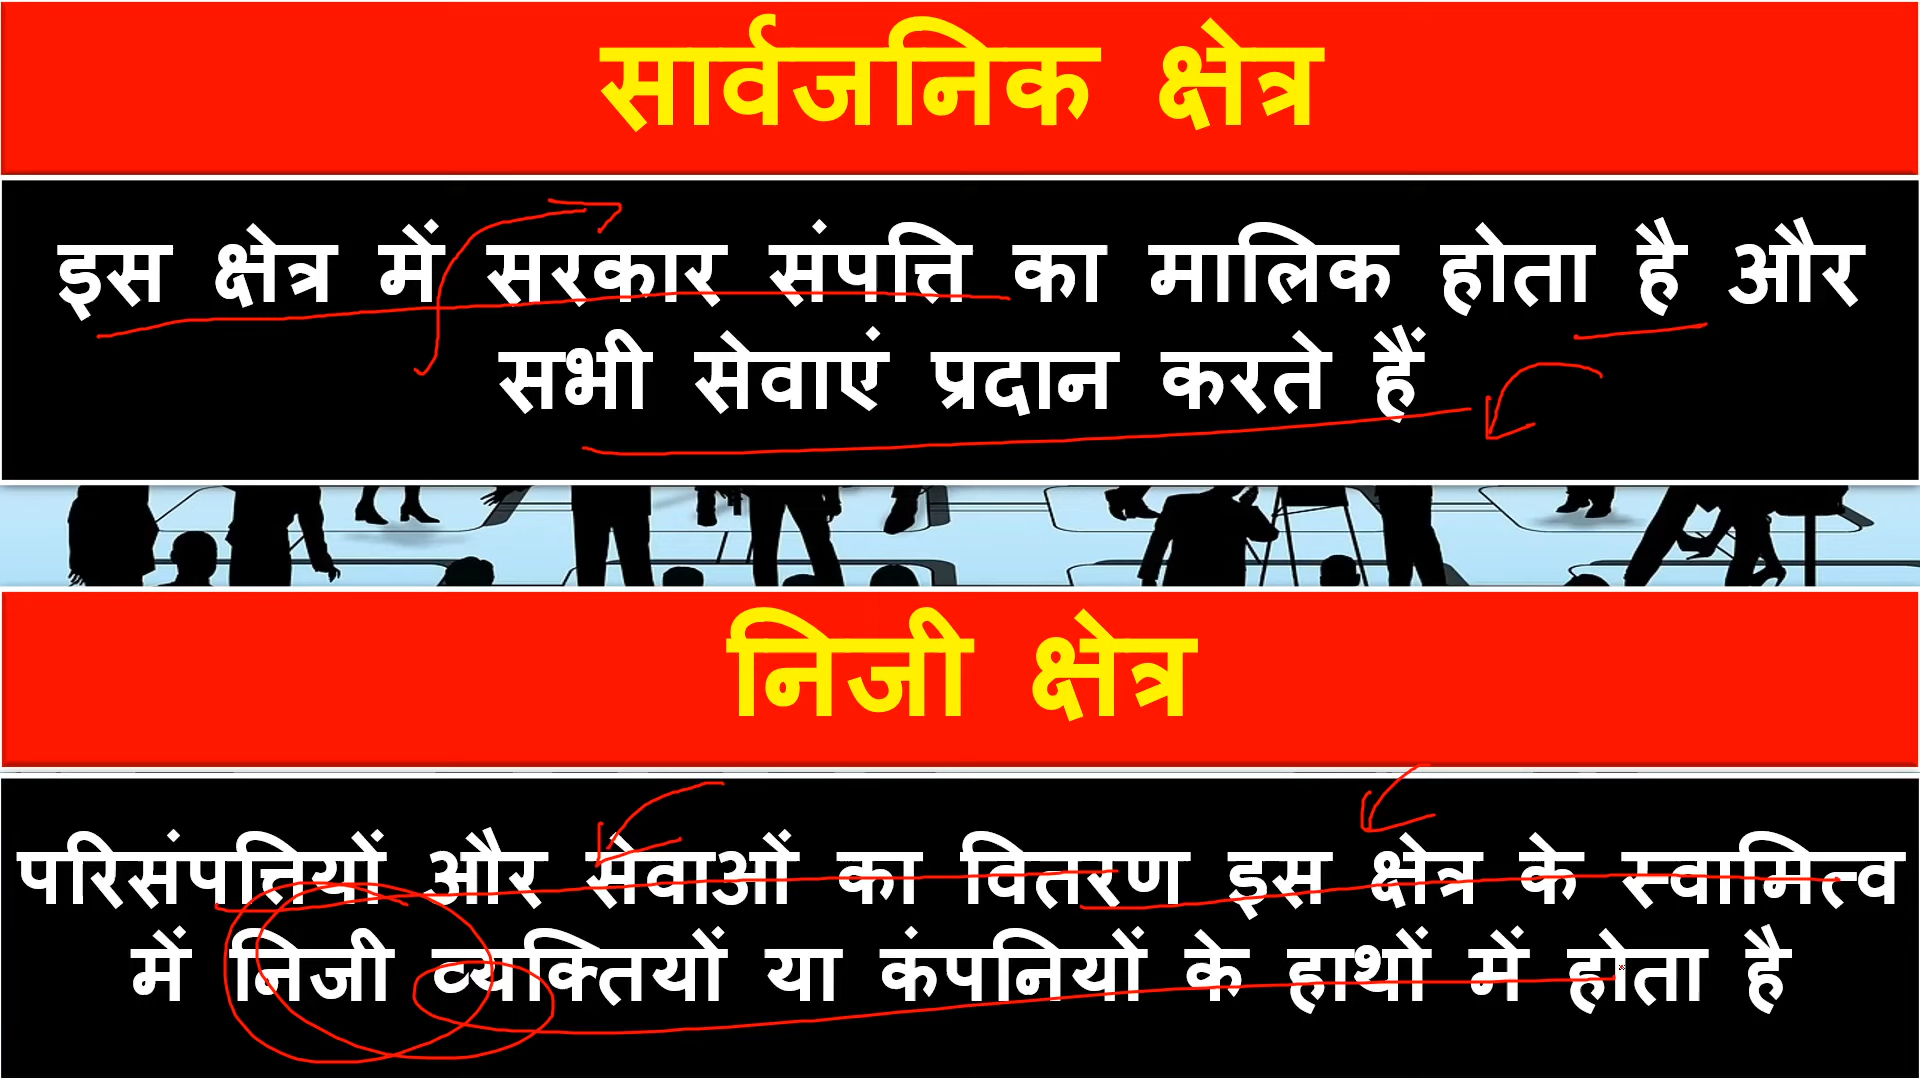 सार्वजनिक क्षेत्र
इस क्षेत्र में सरकार संपत्ति का मालिक होता है और
सभी सेवाएं प्रदान करते हैं
निजी क्षेत्र
परिसंपत्तियों और सेवाओं का वितरण इस क्षेत्र के स्वामित्व
में निजी व्यक्तियों या कंपनियों के हाथों में होता है